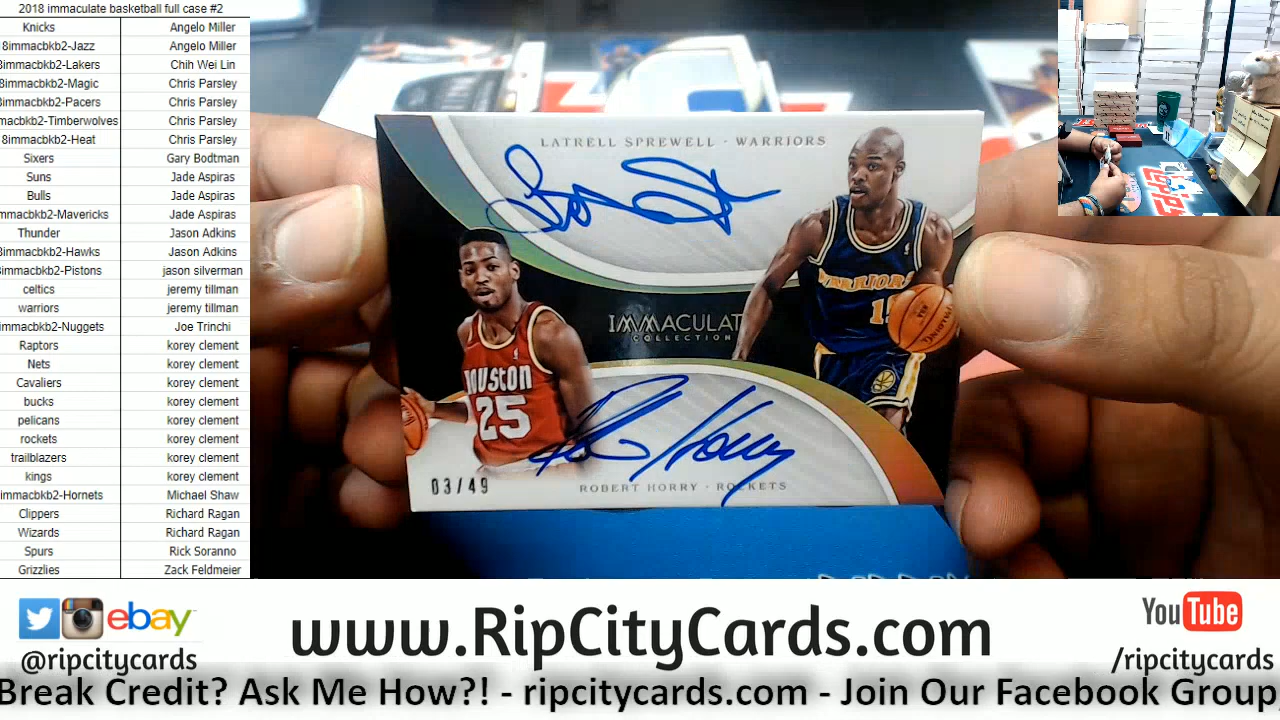 2018 immaculate basketball full case #2
Knicks Angelo Miller
8immacbkb2-Jazz Angelo Miller
8immacbkb2-Lakers Chih Wei Lin
8immacbkb2-Magic Chris Parsley
8immacbkb2-Pacers Chris Parsley
macbkb2-Timberwolves Chris Parsley
8immacbkb2-Heat Chris Parsley
Sixers Gary Bodtman
Suns Jade Aspiras
Bulls Jade Aspiras
mmacbkb2-Mavericks Jade Aspiras
Thunder Jason Adkins
8immacbkb2-Hawks Jason Adkins
8immacbkb2-Pistons jason silverman
celtics jeremy tillman
warriors jeremy tillman
immacbkb2-Nuggets Joe Trinchi
Raptors korey clement
Nets korey clement
Cavaliers korey clement
bucks korey clement
pelicans korey clement
rockets korey clement
trailblazers korey clement
kings korey clement
immacbkb2-Hornets Michael Shaw
Clippers Richard Ragan
Wizards Richard Ragan
Spurs Rick Soranno
Grizzlies Zack Feldmeier
LATRELL SPREWELL · WARRIORS
WARRIORS
15
IMMACULAT
COLLECTION
HOUSTON
25
03/49
ROBERT HORRY · ROCKETS
ebay
@ripcitycards
www.RipCityCards.com
YouTube
/ripcitycards
Break Credit? Ask Me How?! - ripcitycards.com - Join Our Facebook Group,